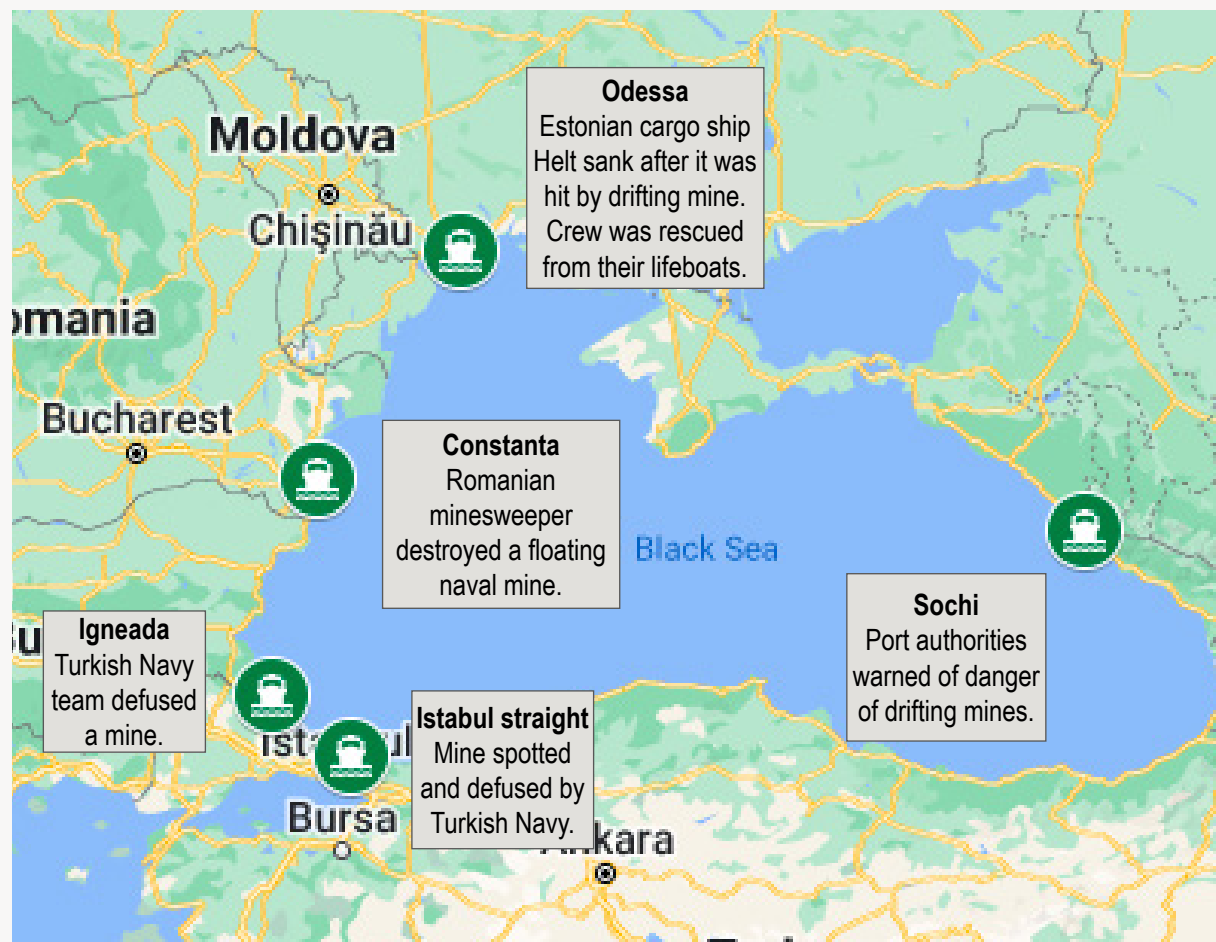 Odessa
Estonian cargo ship
Helt sank after it was
hit by drifting mine.
Crew was rescued
from their lifeboats.
Moldova
Chişinău
omania
Bucharest
Constanta
Romanian
minesweeper
destroyed a floating
naval mine.
Black Sea
Sochi
Port authorities
warned of danger
of drifting mines.
Igneada
Turkish Navy
team defused
a mine.
Istabul straight
Mine spotted
and defused by
Turkish Navy.
Bursa